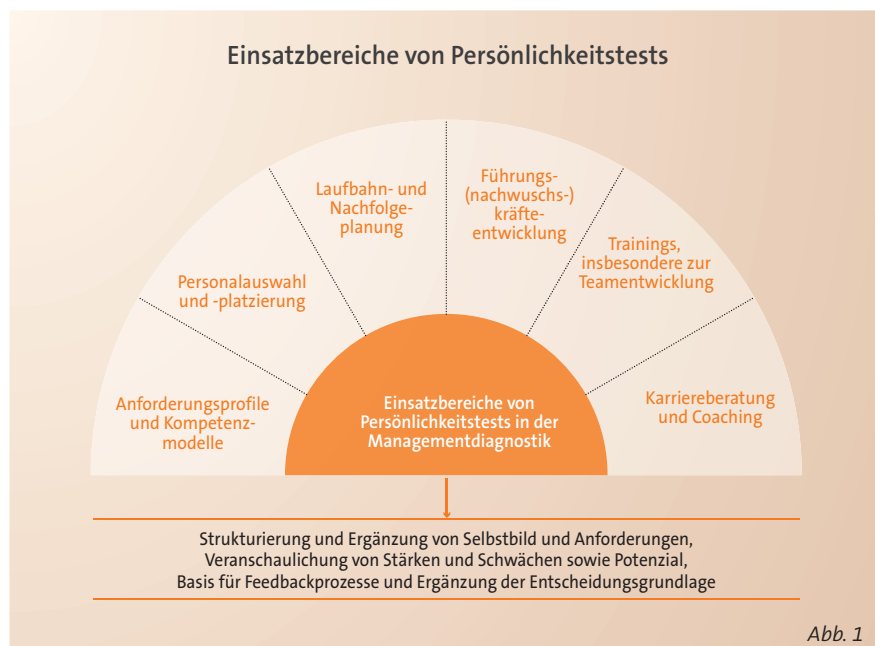 Einsatzbereiche von Persönlichkeitstests
Anforderungsprofile
und Kompetenz-
modelle
Personalauswahl
und -platzierung
Laufbahn- und
Nachfolge-
planung
Führungs-
(nachwuchs-)
kräfte-
entwicklung
Trainings,
insbesondere zur
Teamentwicklung
Karriereberatung
und Coaching
Einsatzbereiche von
Persönlichkeitstests in der
Managementdiagnostik
Strukturierung und Ergänzung von Selbstbild und Anforderungen,
Veranschaulichung von Stärken und Schwächen sowie Potenzial,
Basis für Feedbackprozesse und Ergänzung der Entscheidungsgrundlage
Abb. 1